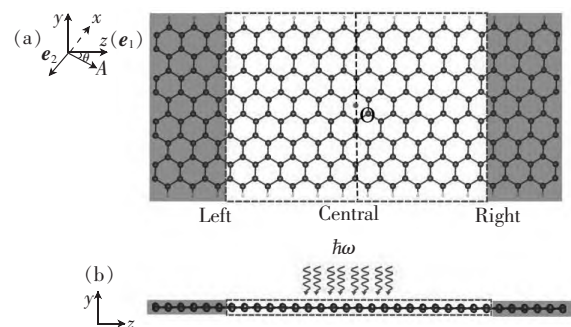 (a)
y
x
z(e₁)
e₂
θ
A
O
Left
Central
Right
ħω
(b)
y
z